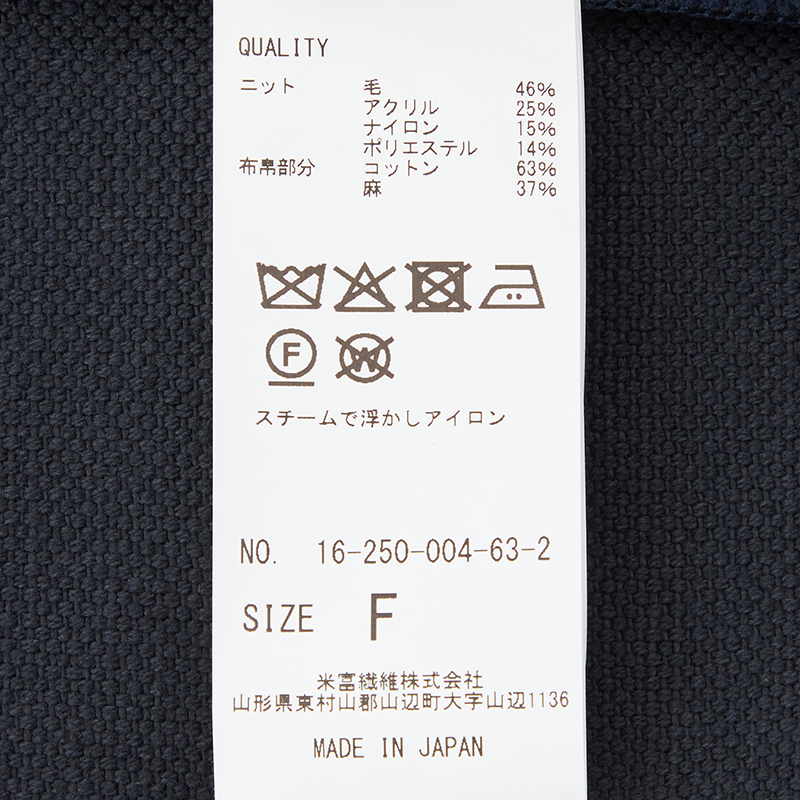 QUALITY
ニット 毛 46%
アクリル 25%
ナイロン 15%
ポリエステル 14%
布帛部分 コットン 63%
麻 37%
F W
スチームで浮かしアイロン
NO. 16-250-004-63-2
SIZE F
米富繊維株式会社
山形県東村山郡山辺町大字山辺1136
MADE IN JAPAN